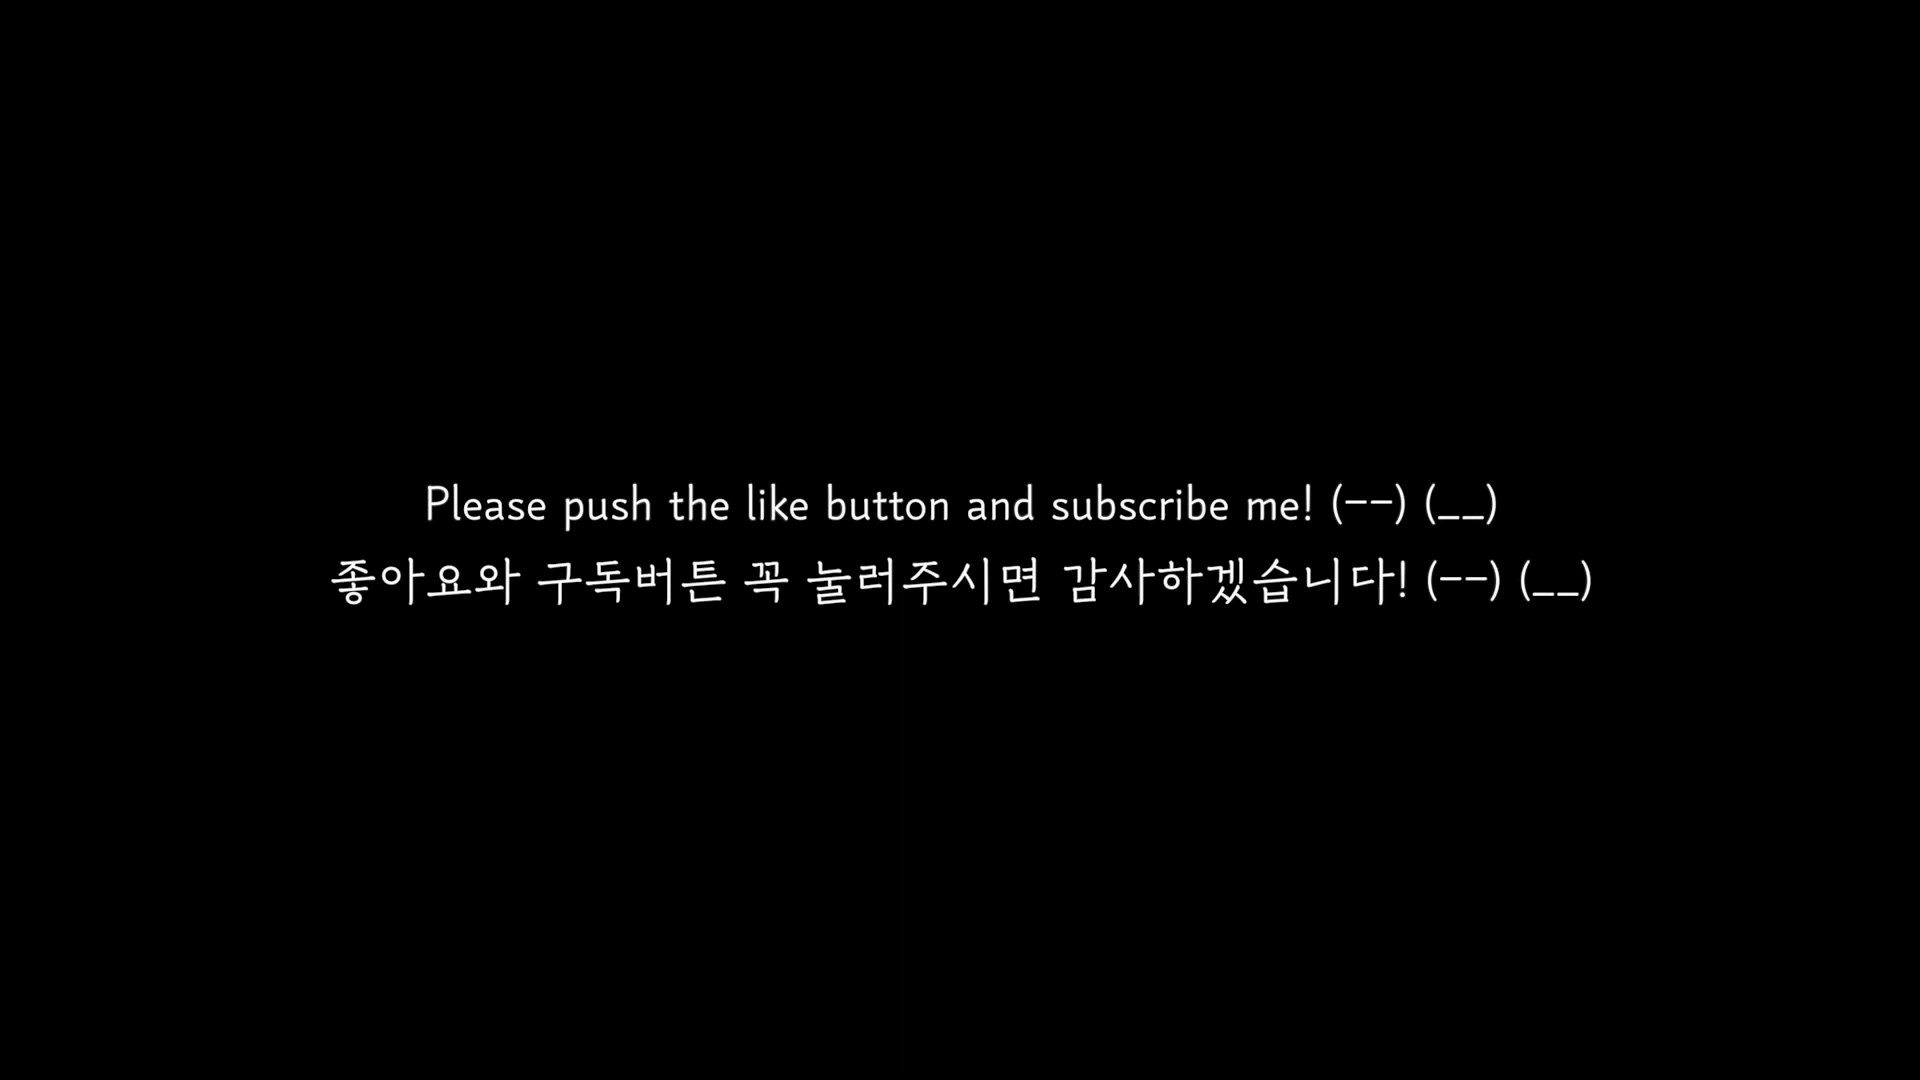 Please push the like button and subscribe me! (--) (__)
좋아요와 구독버튼 꼭 눌러주시면 감사하겠습니다! (--) (__)